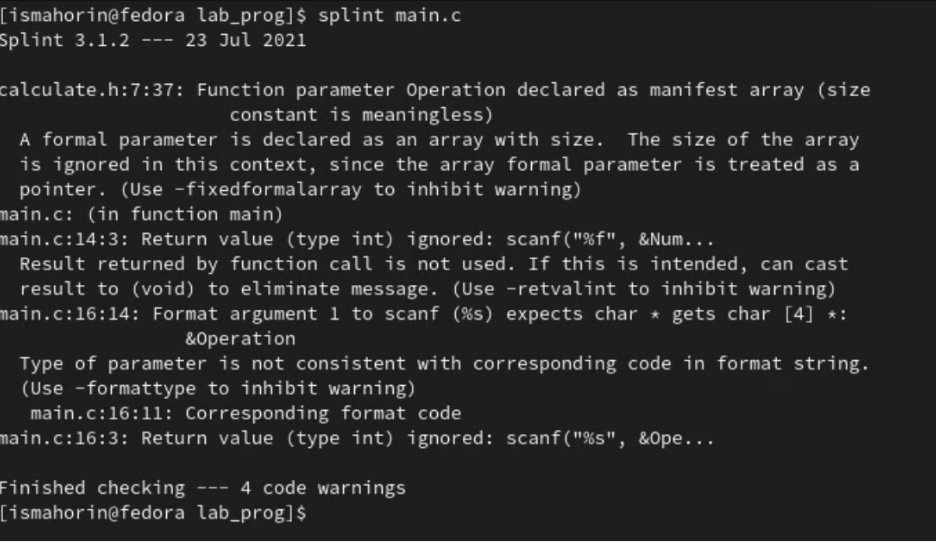 [ismahorin@fedora lab_prog]$ splint main.c
Splint 3.1.2 --- 23 Jul 2021

calculate.h:7:37: Function parameter Operation declared as manifest array (size
                     constant is meaningless)
  A formal parameter is declared as an array with size.  The size of the array
  is ignored in this context, since the array formal parameter is treated as a
  pointer. (Use -fixedformalarray to inhibit warning)
main.c: (in function main)
main.c:14:3: Return value (type int) ignored: scanf("%f", &Num...
  Result returned by function call is not used. If this is intended, can cast
  result to (void) to eliminate message. (Use -retvalint to inhibit warning)
main.c:16:14: Format argument 1 to scanf (%s) expects char * gets char [4] *:
                 &Operation
  Type of parameter is not consistent with corresponding code in format string.
  (Use -formattype to inhibit warning)
   main.c:16:11: Corresponding format code
main.c:16:3: Return value (type int) ignored: scanf("%s", &Ope...

Finished checking --- 4 code warnings
[ismahorin@fedora lab_prog]$